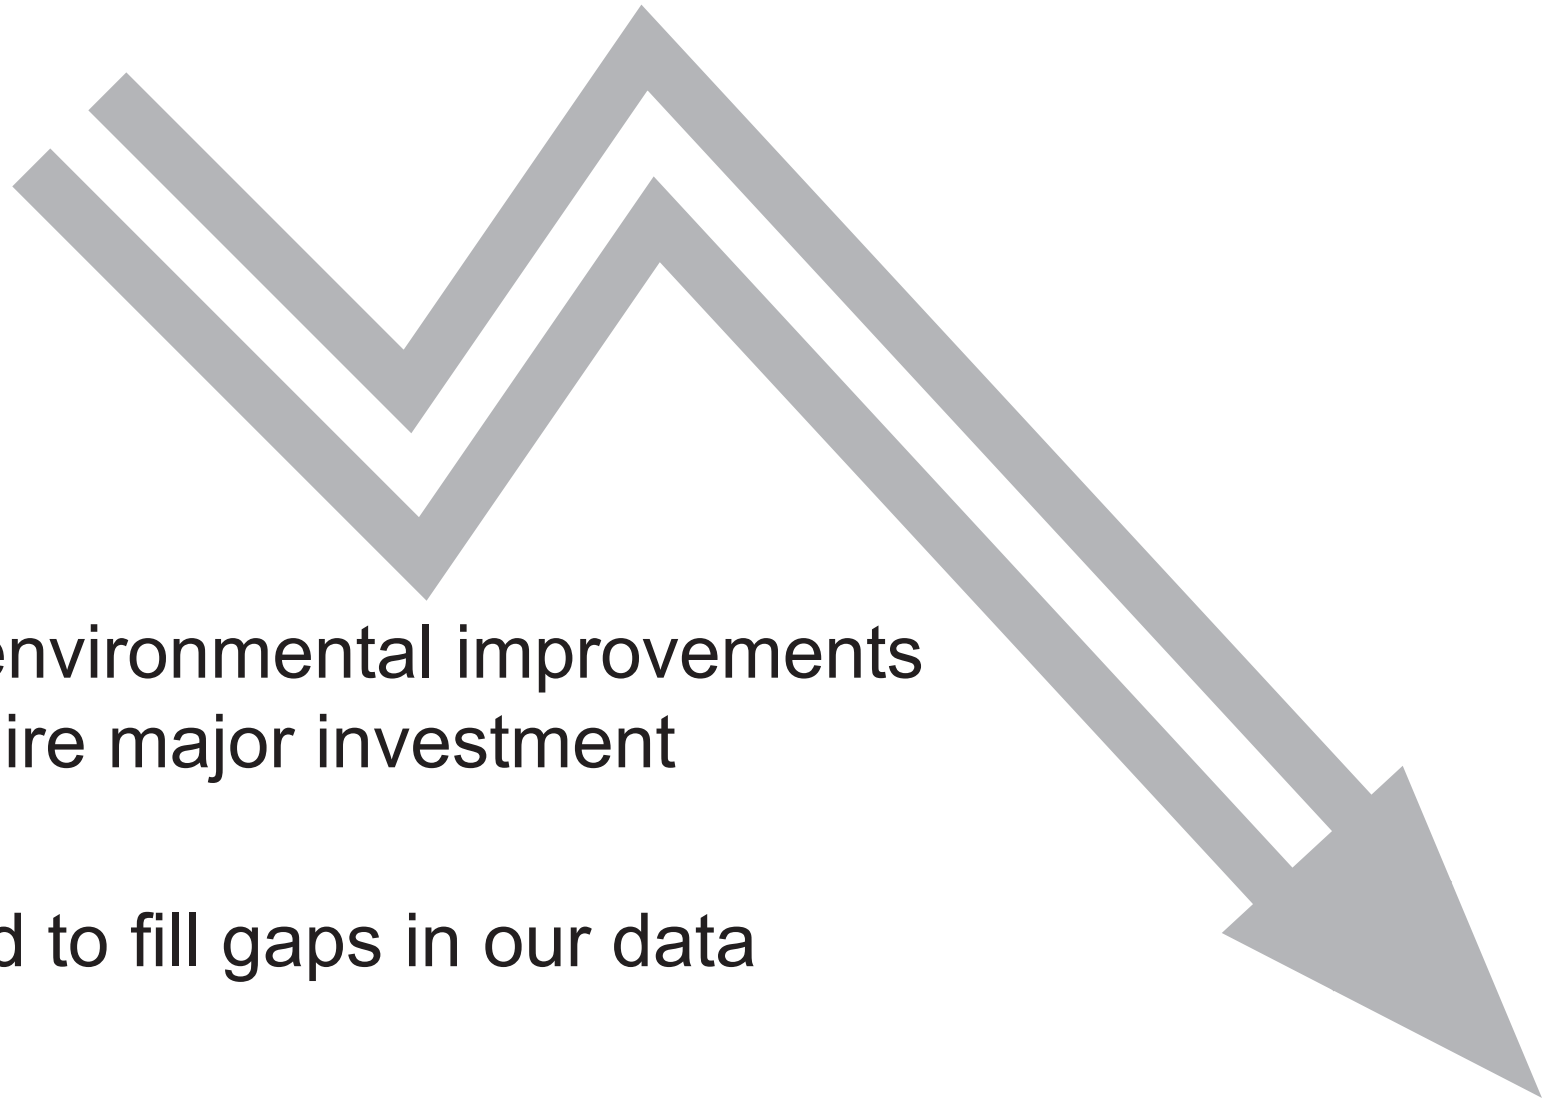 environmental improvements
ire major investment
d to fill gaps in our data